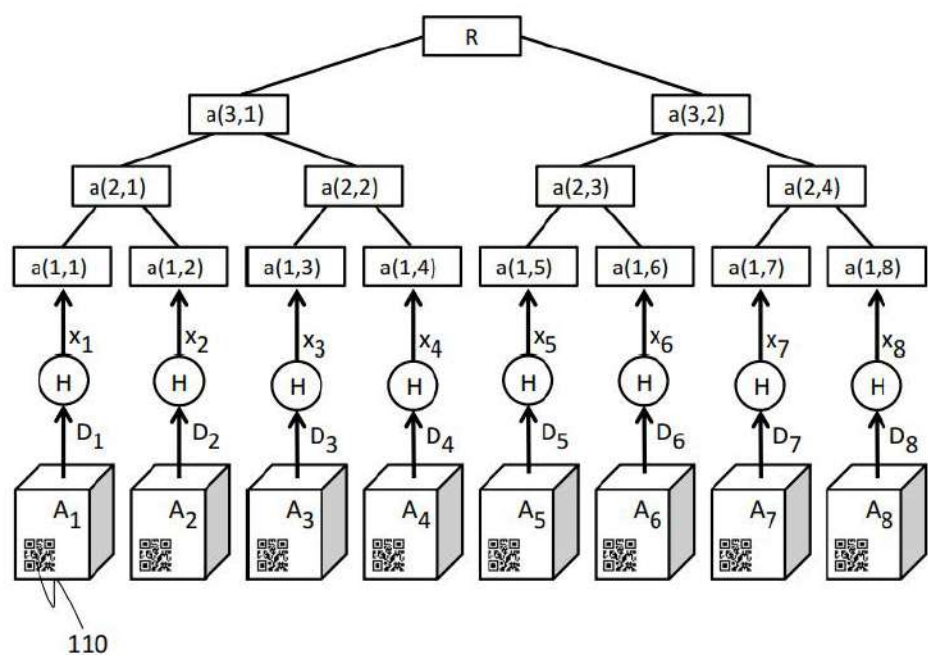 R
a(3,1) a(3,2)
a(2,1) a(2,2) a(2,3) a(2,4)
a(1,1) a(1,2) a(1,3) a(1,4) a(1,5) a(1,6) a(1,7) a(1,8)
x₁ x₂ x₃ x₄ x₅ x₆ x₇ x₈
H H H H H H H H
D₁ D₂ D₃ D₄ D₅ D₆ D₇ D₈
A₁ A₂ A₃ A₄ A₅ A₆ A₇ A₈
110